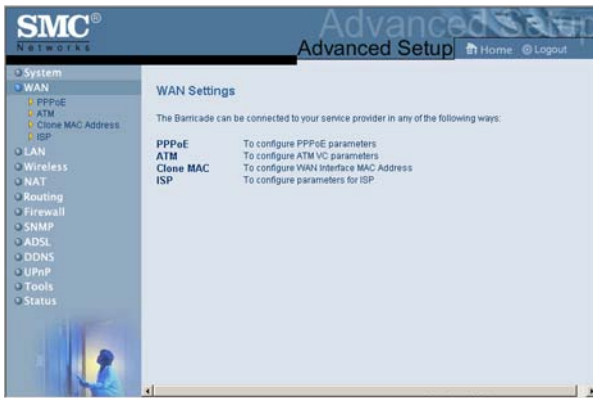 SMC®
Networks
Advanced Setup
Advanced Setup
Home
Logout
System
WAN
PPPoE
ATM
Clone MAC Address
ISP
LAN
Wireless
NAT
Routing
Firewall
SNMP
ADSL
DDNS
UPnP
Tools
Status
WAN Settings
The Barricade can be connected to your service provider in any of the following ways:
PPPoE To configure PPPoE parameters
ATM To configure ATM VC parameters
Clone MAC To configure WAN Interface MAC Address
ISP To configure parameters for ISP